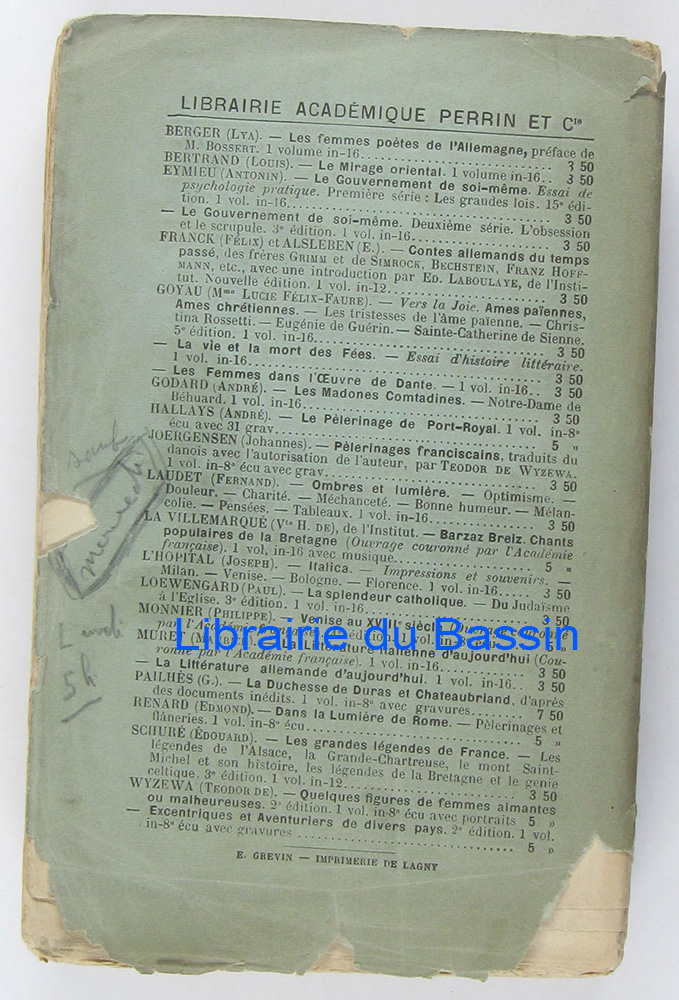 LIBRAIRIE ACADÉMIQUE PERRIN ET Cie
BERGER (LYA). — Les femmes poètes de l'Allemagne, préface de
M. BOSSERT. 1 volume in-16. 3 50
BERTRAND (LOUIS). — Le Mirage oriental. 1 volume in-16. 3 50
EYMIEU (ANTONIN). — Le Gouvernement de soi-même. Essai de
psychologie pratique. Première série : Les grandes lois. 15e édi-
tion. 1 vol. in-16. 3 50
— Le Gouvernement de soi-même. Deuxième série. L'obsession
et le scrupule. 3e édition. 1 vol. in-16. 3 50
FRANCK (FÉLIX) et ALSLEBEN (E.). — Contes allemands du temps
passé, des frères GRIMM et de SIMROCK, BECHSTEIN, FRANZ HOFF-
MANN, etc., avec une introduction par ED. LABOULAYE, de l'Insti-
tut. Nouvelle édition. 1 vol. in-12. 3 50
GOYAU (Mme LUCIE FÉLIX-FAURE). — Vers la Joie. Ames païennes,
Ames chrétiennes. — Les tristesses de l'âme païenne. — Chris-
tina Rossetti. — Eugénie de Guérin. — Sainte-Catherine de Sienne.
5e édition. 1 vol. in-16. 3 50
— La vie et la mort des Fées. — Essai d'histoire littéraire.
1 vol. in-16. 3 50
— Les Femmes dans l'Œuvre de Dante. — 1 vol. in-16. 3 50
GODARD (ANDRÉ). — Les Madones Comtadines. — Notre-Dame de
Béhuard. 1 vol. in-16. 3 50
HALLAYS (ANDRÉ). — Le Pèlerinage de Port-Royal. 1 vol. in-8e
écu avec 31 grav. 5 »
JOERGENSEN (Johannes). — Pèlerinages franciscains, traduits du
danois avec l'autorisation de l'auteur, par TEODOR DE WYZEWA.
1 vol. in-8e écu avec grav. 3 50
LAUDET (FERNAND). — Ombres et lumière. — Optimisme. —
Douleur. — Charité. — Méchanceté. — Bonne humeur. — Mélan-
colie. — Pensées. — Tableaux. 1 vol. in-16. 3 50
LA VILLEMARQUÉ (Vte H. DE), de l'Institut. — Barzaz Breiz. Chants
populaires de la Bretagne (Ouvrage couronné par l'Académie
française). 1 vol, in-16 avec musique. 5 »
L'HOPITAL (JOSEPH). — Italica. — Impressions et souvenirs. —
Milan. — Venise. — Bologne. — Florence. 1 vol. in-16. 3 50
LOEWENGARD (PAUL). — La splendeur catholique. — Du Judaïsme
à l'Eglise. 3e édition. 1 vol. in-16. 3 50
MONNIER (PHILIPPE). — Venise au XVIIIe siècle
par l'Académie
MURET — La littérature italienne d'aujourd'hui (Cou-
ronné par l'Académie française). 1 vol. in-16. 3 50
— La Littérature allemande d'aujourd'hui. 1 vol. in-16. 3 50
PAILHÈS (G.). — La Duchesse de Duras et Chateaubriand, d'après
des documents inédits. 1 vol. in-8e avec gravures. 7 50
RENARD (EDMOND). — Dans la Lumière de Rome. — Pèlerinages et
flâneries. 1 vol. in-8e écu. 5 »
SCHURÉ (ÉDOUARD). — Les grandes légendes de France. — Les
légendes de l'Alsace, la Grande-Chartreuse, le mont Saint-
Michel et son histoire, les légendes de la Bretagne et le génie
celtique. 3e édition. 1 vol. in-12. 3 50
WYZEWA (TEODOR DE). — Quelques figures de femmes aimantes
ou malheureuses. 2e édition. 1 vol. in-8e écu avec portraits 5 »
— Excentriques et Aventuriers de divers pays. 2e édition. 1 vol.
in-8e écu avec gravures. 5 »
E. GREVIN — IMPRIMERIE DE LAGNY
mercredi
Lundi
5h
Librairie du Bassin